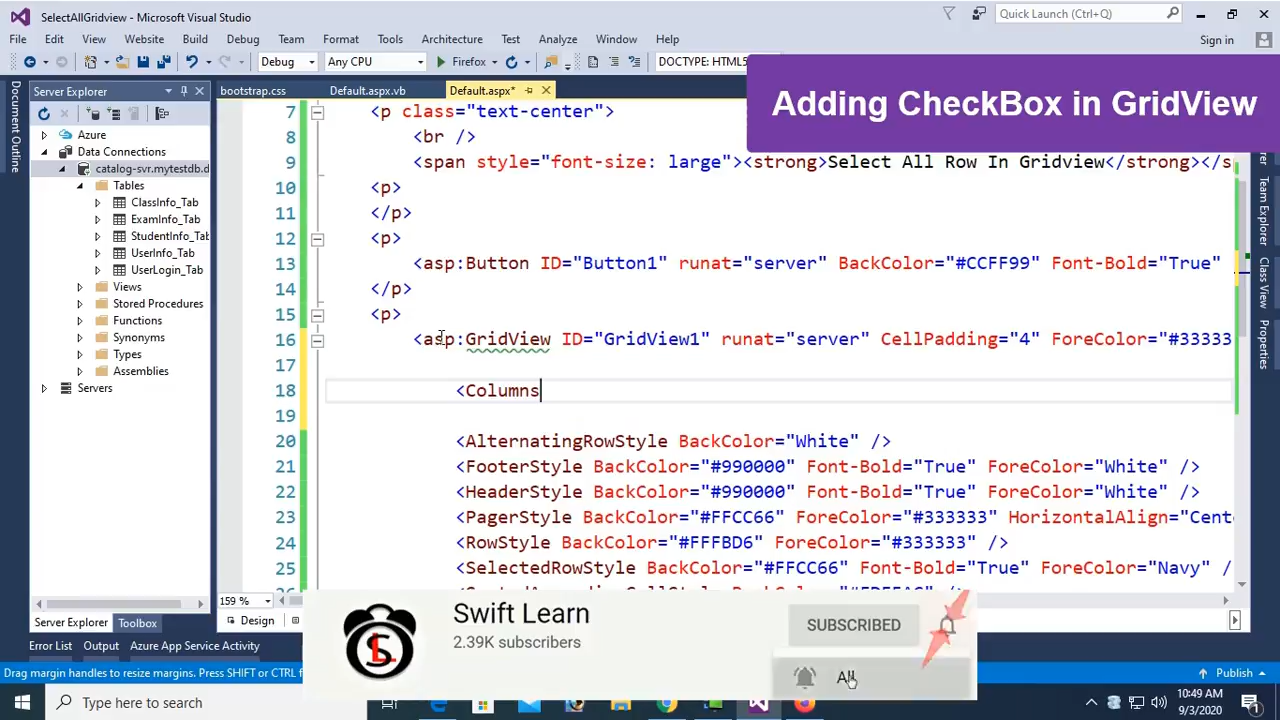 SelectAllGridview - Microsoft Visual Studio
Quick Launch (Ctrl+Q)
File Edit View Website Build Debug Team Format Tools Architecture Test Analyze Window Help
Sign in
Debug Any CPU Firefox DOCTYPE: HTML5
Adding CheckBox in GridView
Document Outline
Server Explorer
Azure
Data Connections
catalog-svr.mytestdb.d
Tables
ClassInfo_Tab
ExamInfo_Tab
StudentInfo_Tab
UserInfo_Tab
UserLogin_Tab
Views
Stored Procedures
Functions
Synonyms
Types
Assemblies
Servers
Server Explorer Toolbox
bootstrap.css Default.aspx.vb Default.aspx*
7 <p class="text-center">
8 <br />
9 <span style="font-size: large"><strong>Select All Row In Gridview</strong></s
10 <p>
11 </p>
12 <p>
13 <asp:Button ID="Button1" runat="server" BackColor="#CCFF99" Font-Bold="True"
14 </p>
15 <p>
16 <asp:GridView ID="GridView1" runat="server" CellPadding="4" ForeColor="#33333
17
18 <Columns
19
20 <AlternatingRowStyle BackColor="White" />
21 <FooterStyle BackColor="#990000" Font-Bold="True" ForeColor="White" />
22 <HeaderStyle BackColor="#990000" Font-Bold="True" ForeColor="White" />
23 <PagerStyle BackColor="#FFCC66" ForeColor="#333333" HorizontalAlign="Cent
24 <RowStyle BackColor="#FFFBD6" ForeColor="#333333" />
25 <SelectedRowStyle BackColor="#FFCC66" Font-Bold="True" ForeColor="Navy" /
159 %
Design
Team Explorer
Class View
Properties
Swift Learn
2.39K subscribers
SUBSCRIBED
All
Error List Output Azure App Service Activity
Drag margin handles to resize margins. Press SHIFT or CTRL f
Publish
Type here to search
10:49 AM
9/3/2020